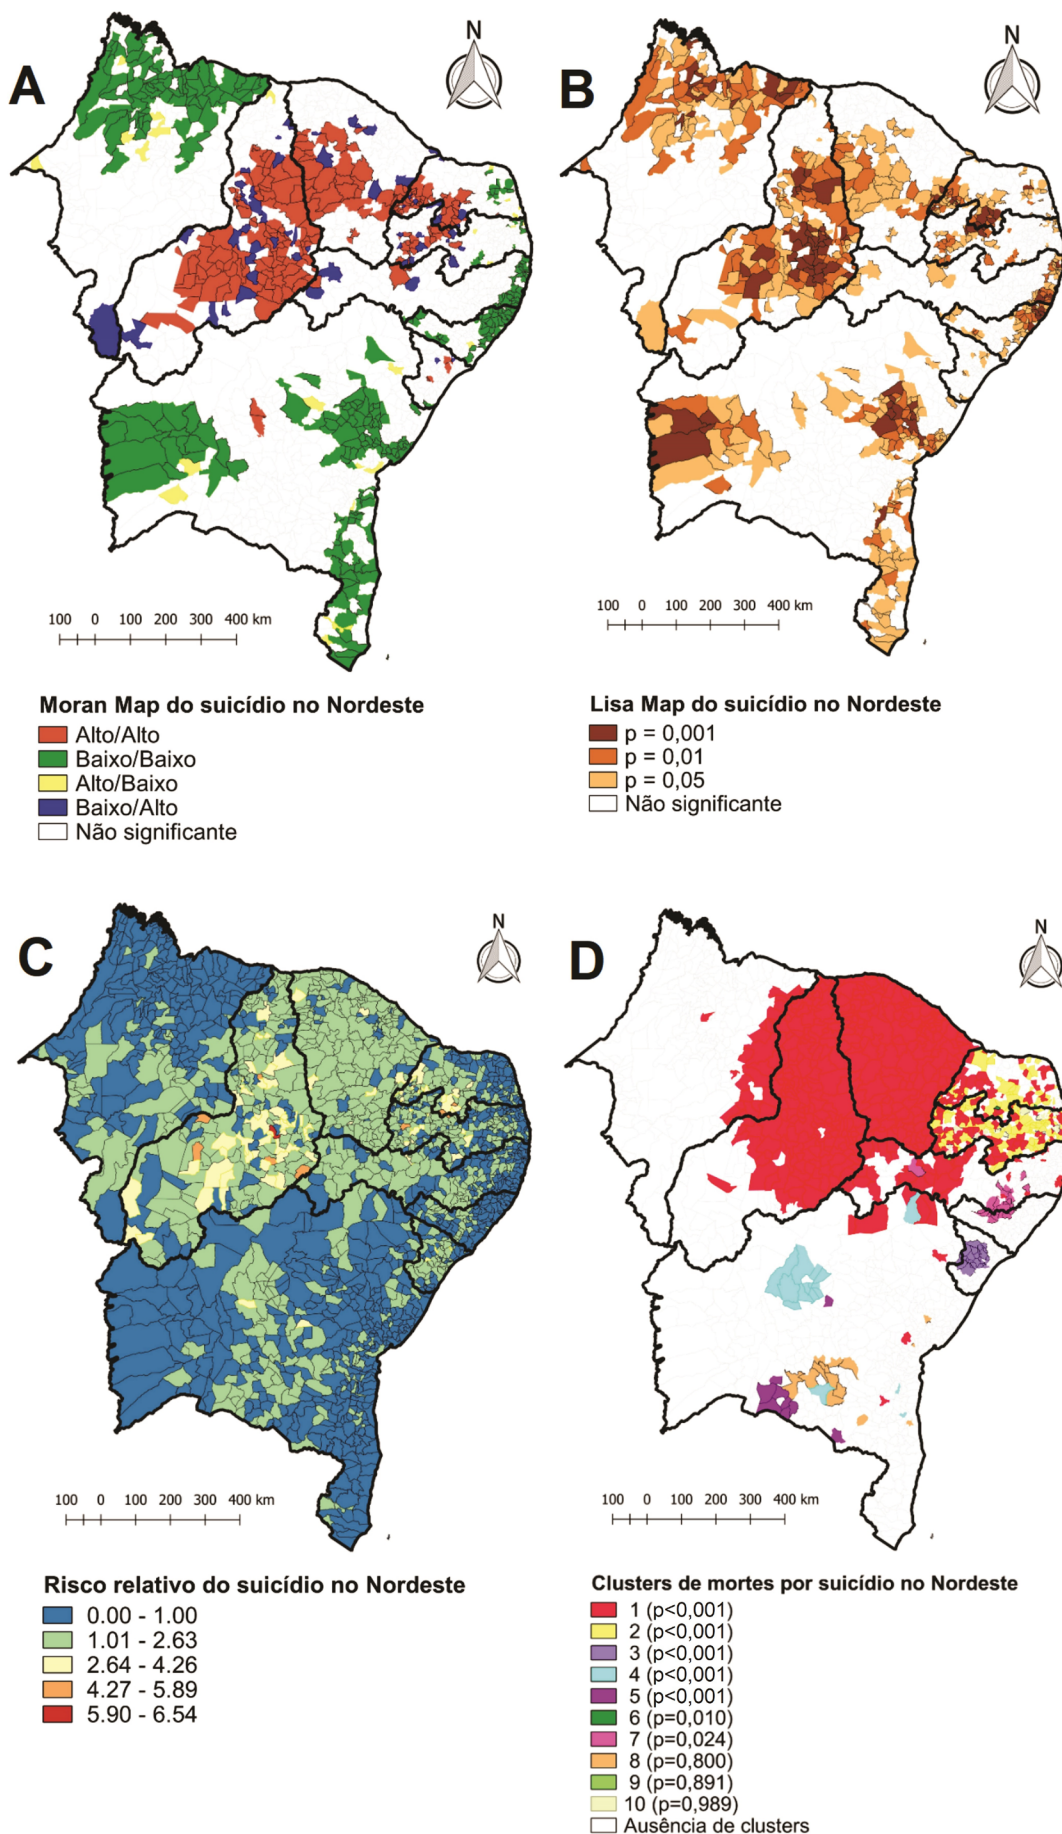 A
N
B
N
100 0 100 200 300 400 km
100 0 100 200 300 400 km
Moran Map do suicídio no Nordeste
Alto/Alto
Baixo/Baixo
Alto/Baixo
Baixo/Alto
Não significante
Lisa Map do suicídio no Nordeste
p = 0,001
p = 0,01
p = 0,05
Não significante
C
N
D
N
100 0 100 200 300 400 km
100 0 100 200 300 400 km
Risco relativo do suicídio no Nordeste
0.00 - 1.00
1.01 - 2.63
2.64 - 4.26
4.27 - 5.89
5.90 - 6.54
Clusters de mortes por suicídio no Nordeste
1 (p<0,001)
2 (p<0,001)
3 (p<0,001)
4 (p<0,001)
5 (p<0,001)
6 (p=0,010)
7 (p=0,024)
8 (p=0,800)
9 (p=0,891)
10 (p=0,989)
Ausência de clusters